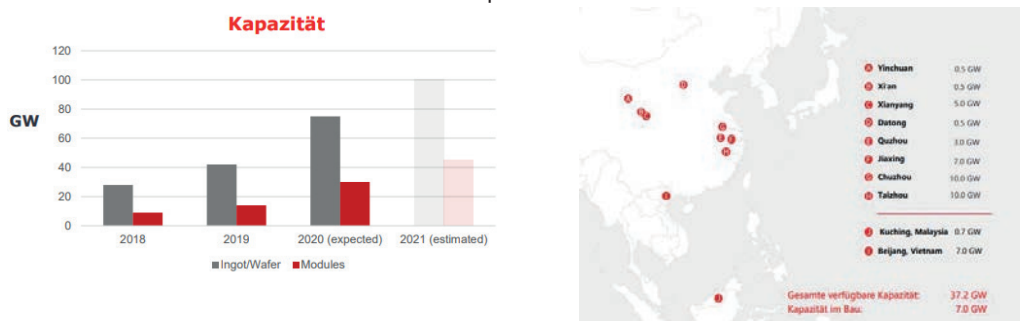 Kapazität
120
100
GW
80
60
40
20
0
2018
2019
2020 (expected)
2021 (estimated)
Ingot/Wafer
Modules
A Yinchuan 0.5 GW
B Xi'an 0.5 GW
C Xianyang 5.0 GW
D Datong 0.5 GW
E Quzhou 3.0 GW
F Jiaxing 7.0 GW
G Chuzhou 10.0 GW
H Taizhou 10.0 GW
J Kuching, Malaysia 0.7 GW
I Beijang, Vietnam 7.0 GW
Gesamte verfügbare Kapazität: 37.2 GW
Kapazität im Bau: 7.0 GW
A
D
B
C
G
E
F
H
I
J